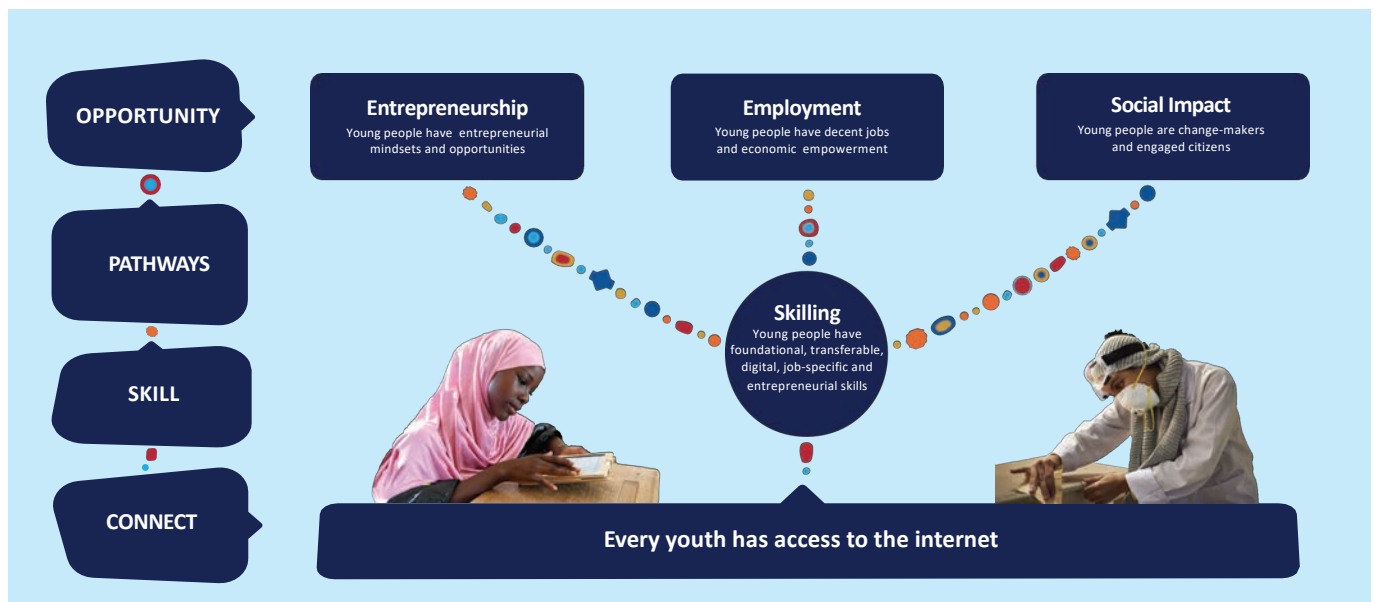 OPPORTUNITY
PATHWAYS
SKILL
CONNECT
Entrepreneurship
Young people have entrepreneurial
mindsets and opportunities
Employment
Young people have decent jobs
and economic empowerment
Social Impact
Young people are change-makers
and engaged citizens
Skilling
Young people have
foundational, transferable,
digital, job-specific and
entrepreneurial skills
Every youth has access to the internet